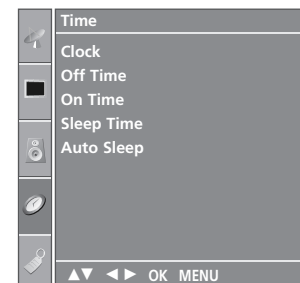 Time
Clock
Off Time
On Time
Sleep Time
Auto Sleep
▲▼ ◄► OK MENU